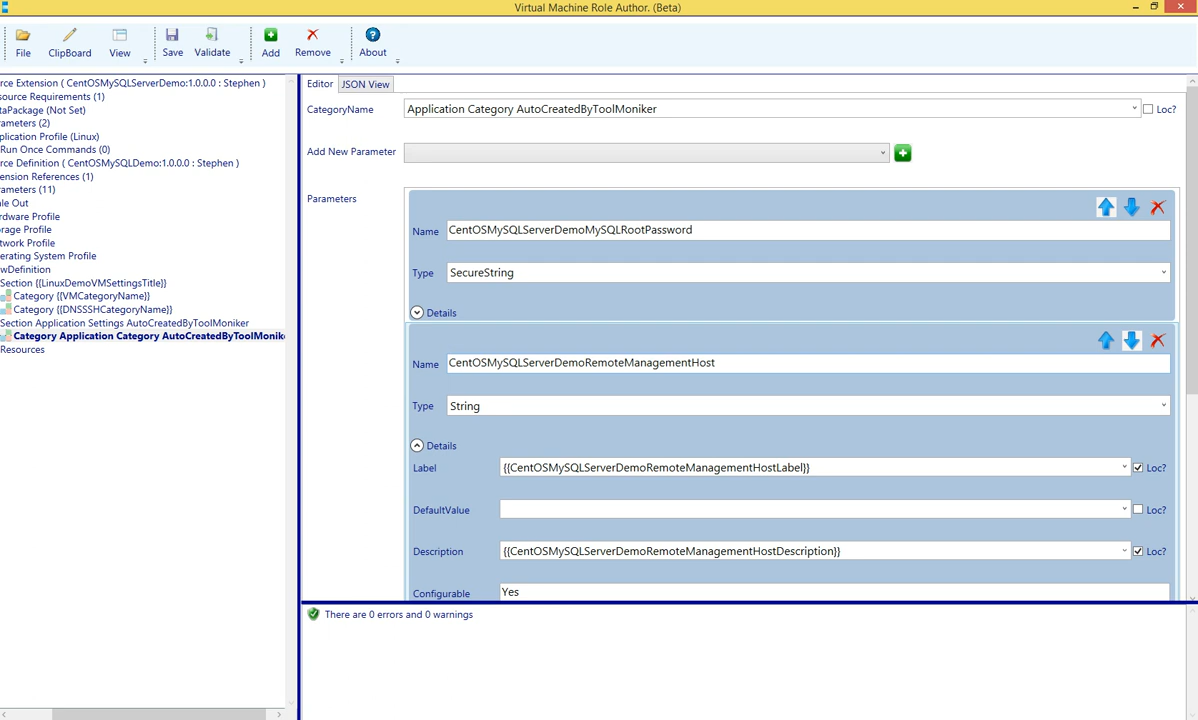 Virtual Machine Role Author. (Beta)
File ClipBoard View Save Validate Add Remove About
rce Extension ( CentOSMySQLServerDemo:1.0.0.0 : Stephen )
source Requirements (1)
taPackage (Not Set)
rameters (2)
plication Profile (Linux)
Run Once Commands (0)
rce Definition ( CentOSMySQLDemo:1.0.0.0 : Stephen )
ension References (1)
rameters (11)
ale Out
rdware Profile
orage Profile
twork Profile
erating System Profile
wDefinition
Section {{LinuxDemoVMSettingsTitle}}
Category {{VMCategoryName}}
Category {{DNSSSHCategoryName}}
Section Application Settings AutoCreatedByToolMoniker
Category Application Category AutoCreatedByToolMonike
Resources
Editor JSON View
CategoryName Application Category AutoCreatedByToolMoniker Loc?
Add New Parameter
Parameters
Name CentOSMySQLServerDemoMySQLRootPassword
Type SecureString
Details
Name CentOSMySQLServerDemoRemoteManagementHost
Type String
Details
Label {{CentOSMySQLServerDemoRemoteManagementHostLabel}} Loc?
DefaultValue Loc?
Description {{CentOSMySQLServerDemoRemoteManagementHostDescription}} Loc?
Configurable Yes
There are 0 errors and 0 warnings